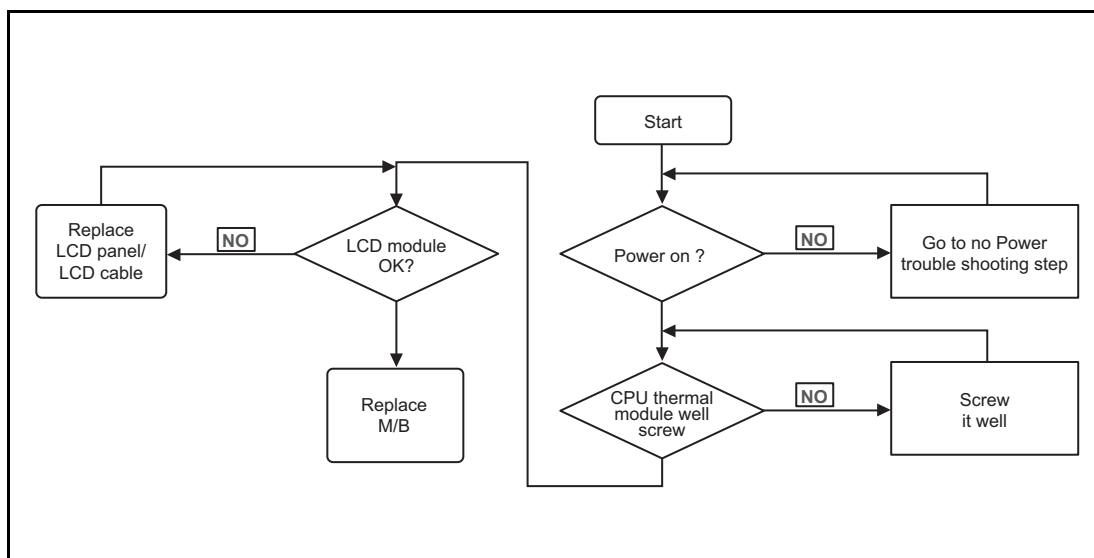 Start
Power on ?
NO
Go to no Power
trouble shooting step
CPU thermal
module well
screw
NO
Screw
it well
LCD module
OK?
NO
Replace
LCD panel/
LCD cable
Replace
M/B